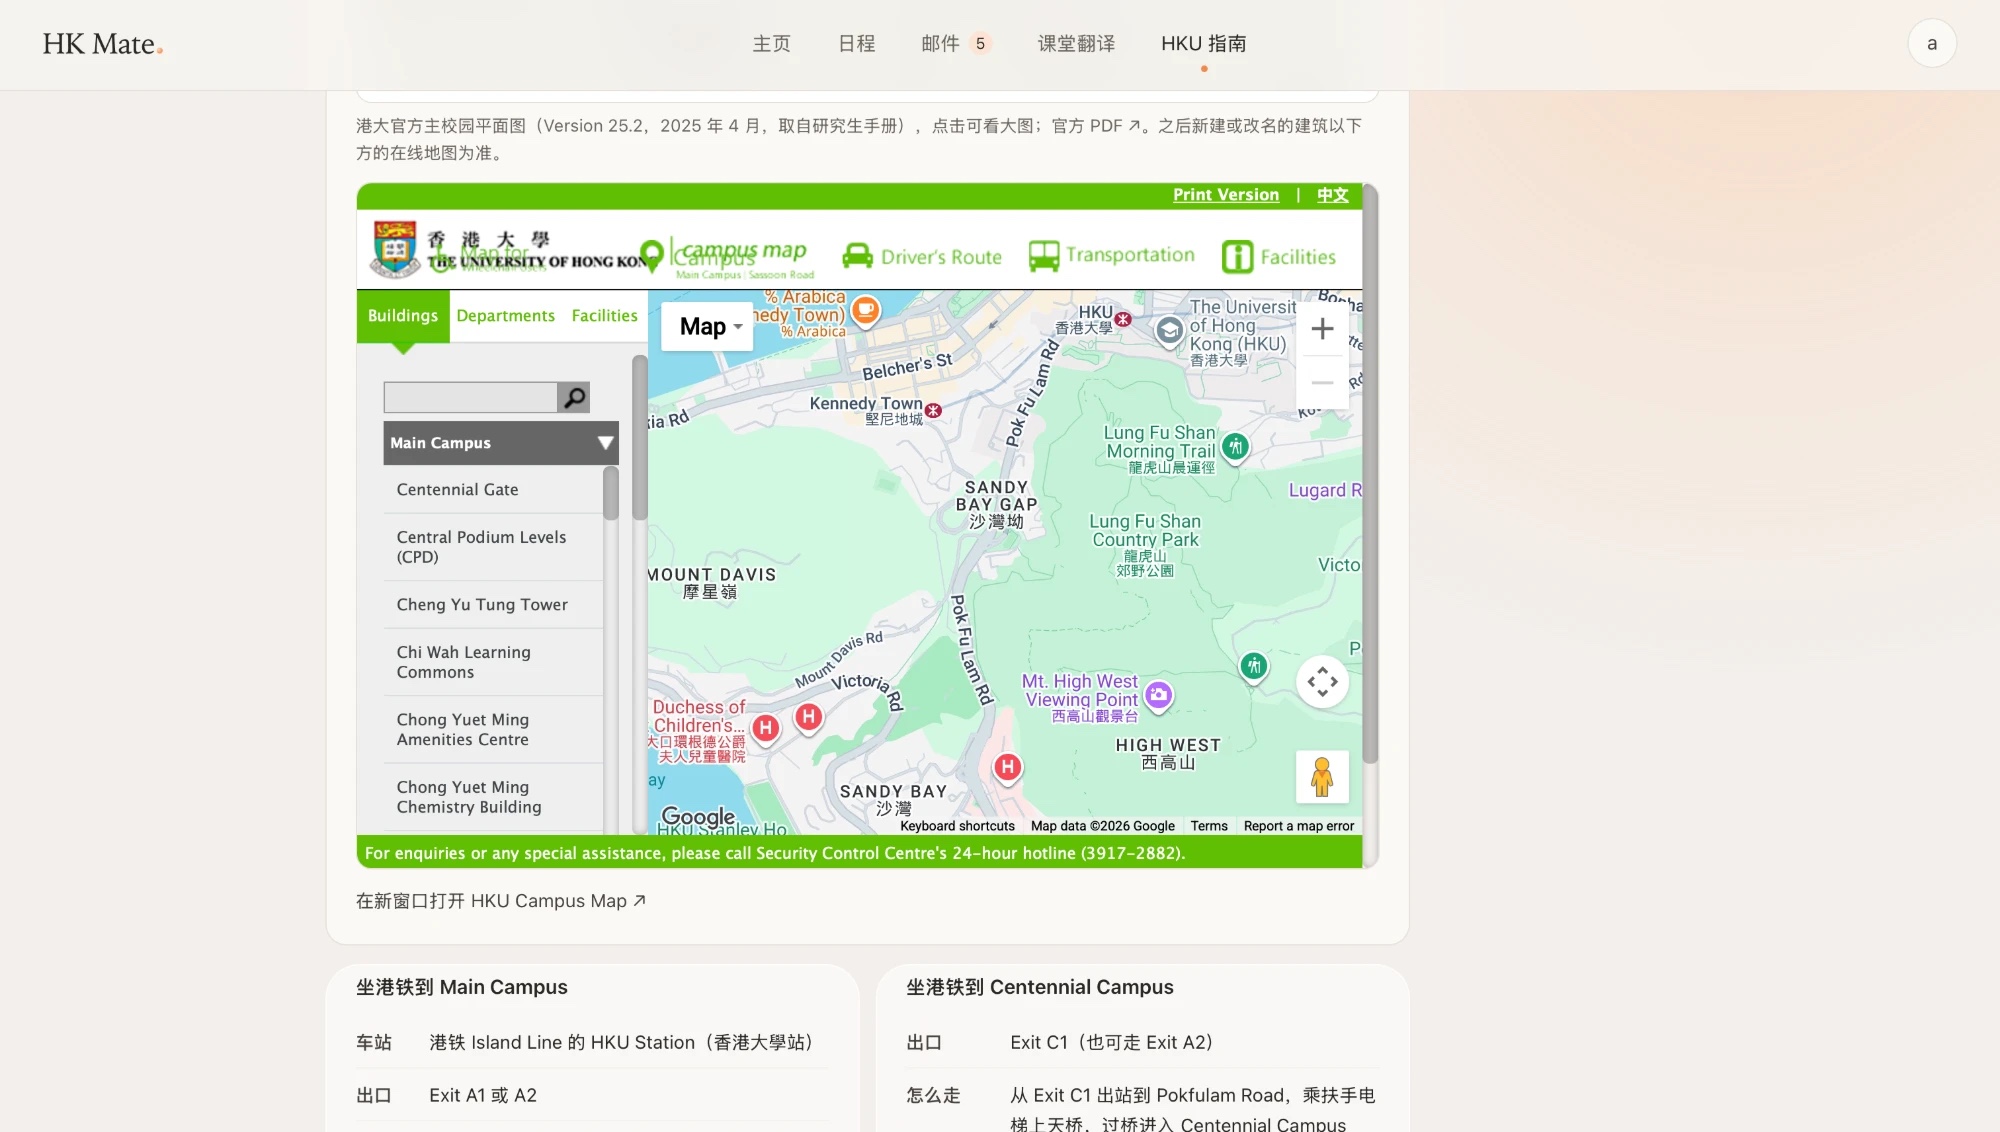 HK Mate.
主页
日程
邮件 5
课堂翻译
HKU 指南
a
港大官方主校园平面图（Version 25.2，2025 年 4 月，取自研究生手册），点击可看大图；官方 PDF ↗。之后新建或改名的建筑以下
方的在线地图为准。
Print Version | 中文
香港大學
THE UNIVERSITY OF HONG KONG
Map for
Wheelchair Users
campus map
Campus
Main Campus | Sassoon Road
Driver's Route
Transportation
Facilities
Buildings
Departments
Facilities
Main Campus
Centennial Gate
Central Podium Levels
(CPD)
Cheng Yu Tung Tower
Chi Wah Learning
Commons
Chong Yuet Ming
Amenities Centre
Chong Yuet Ming
Chemistry Building
Map
% Arabica
nedy Town)
% Arabica
HKU
香港大學
The Universit
of Hong
Kong (HKU)
香港大學
Belcher's St
Pok Fu Lam Rd
Kennedy Town
堅尼地城
ia Rd
Lung Fu Shan
Morning Trail
龍虎山晨運徑
SANDY
BAY GAP
沙灣坳
Lugard R
Lung Fu Shan
Country Park
龍虎山
郊野公園
Victo
MOUNT DAVIS
摩星嶺
Pok Fu Lam Rd
Mount Davis Rd
Victoria Rd
Mt. High West
Viewing Point
西高山觀景台
Duchess of
Children's...
大口環根德公爵
夫人兒童醫院
H
H
H
HIGH WEST
西高山
ay
SANDY BAY
沙灣
Google
HKU Stanley Ho
Keyboard shortcuts
Map data ©2026 Google
Terms
Report a map error
For enquiries or any special assistance, please call Security Control Centre's 24-hour hotline (3917-2882).
在新窗口打开 HKU Campus Map ↗
坐港铁到 Main Campus
车站 港铁 Island Line 的 HKU Station（香港大學站）
出口 Exit A1 或 A2
坐港铁到 Centennial Campus
出口 Exit C1（也可走 Exit A2）
怎么走 从 Exit C1 出站到 Pokfulam Road，乘扶手电
梯上天桥，过桥进入 Centennial Campus